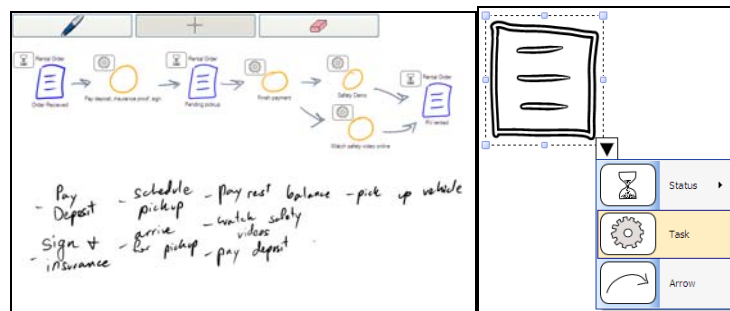 Rental Order
Rental Order
Rental Order
Order Received
Pay deposit, insurance proof, sign
Pending pickup
Finish payment
Safety Demo
Watch safety video online
RV rented
- Pay
Deposit
- Sign +
insurance
- schedule
pickup
- arrive
for pickup
- pay rest balance
- watch safety
videos
- pay deposit
- pick up vehicle
Status
Task
Arrow